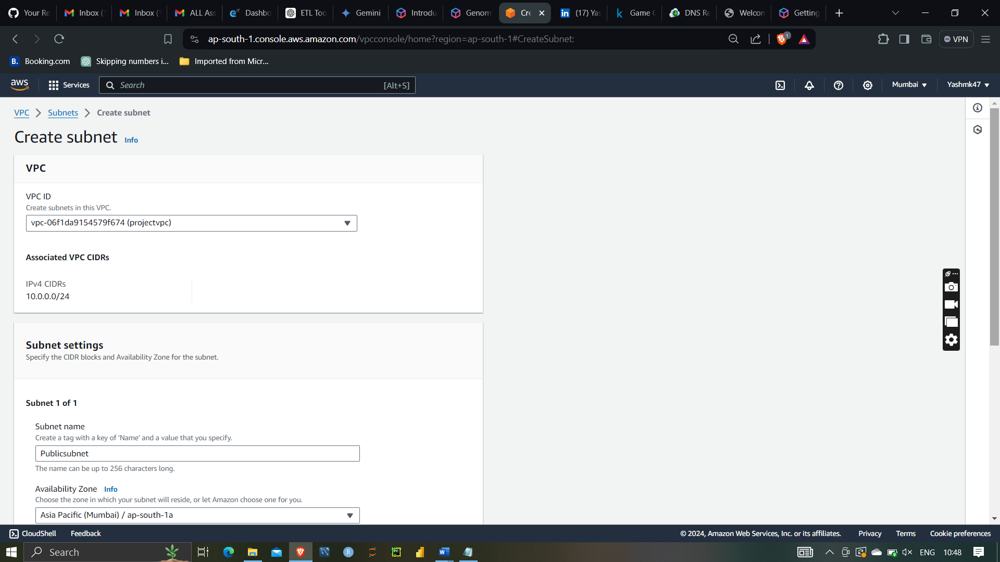 Your Re
Inbox (
Inbox (
ALL Ass
Dashbo
ETL Too
Gemini
Introdu
Genom
Cre
(17) Yas
Game C
DNS Re
Welcom
Getting
ap-south-1.console.aws.amazon.com/vpcconsole/home?region=ap-south-1#CreateSubnet:
1
VPN
B. Booking.com
Skipping numbers i...
Imported from Micr...
aws
Services
Search
[Alt+S]
Mumbai
Yashmk47
VPC
Subnets
Create subnet
Create subnet Info
VPC
VPC ID
Create subnets in this VPC.
vpc-06f1da9154579f674 (projectvpc)
Associated VPC CIDRs
IPv4 CIDRs
10.0.0.0/24
Subnet settings
Specify the CIDR blocks and Availability Zone for the subnet.
Subnet 1 of 1
Subnet name
Create a tag with a key of 'Name' and a value that you specify.
Publicsubnet
The name can be up to 256 characters long.
Availability Zone Info
Choose the zone in which your subnet will reside, or let Amazon choose one for you.
Asia Pacific (Mumbai) / ap-south-1a
CloudShell
Feedback
© 2024, Amazon Web Services, Inc. or its affiliates.
Privacy
Terms
Cookie preferences
Search
ENG
10:48